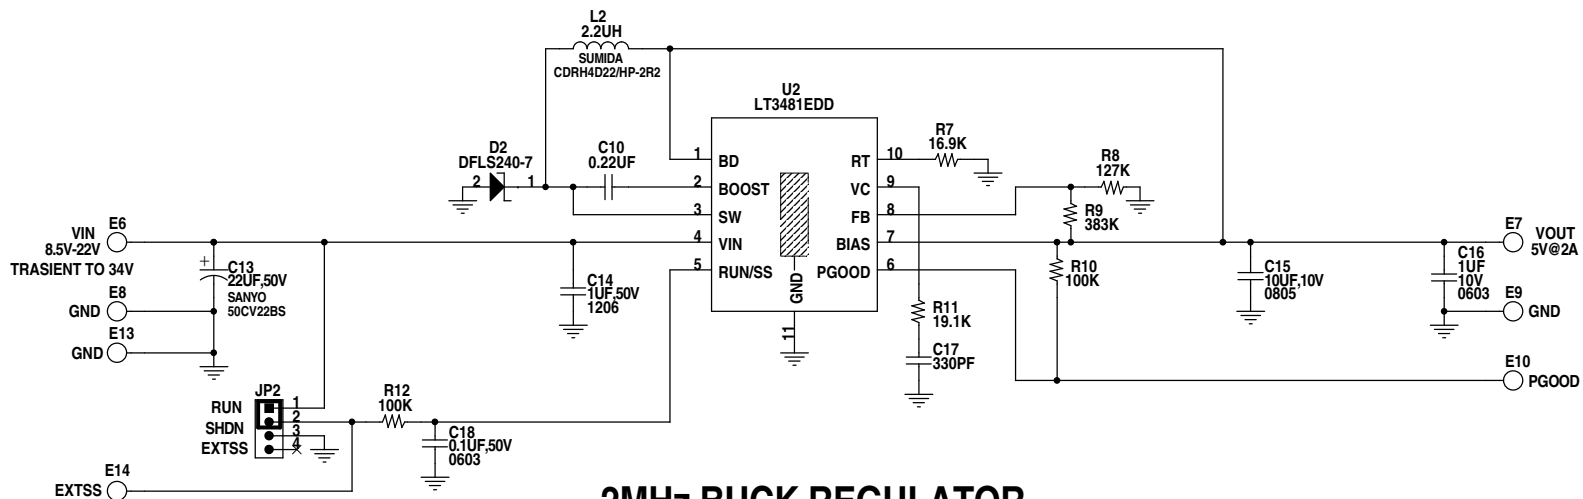 L2
2.2UH
SUMIDA
CDRH4D22/HP-2R2
U2
LT3481EDD
D2
DFLS240-7
2
1
C10
0.22UF
1
BD
2
BOOST
3
SW
4
VIN
5
RUN/SS
RT
10
VC
9
FB
8
BIAS
7
PGOOD
6
GND
11
R7
16.9K
R8
127K
R9
383K
VIN
E6
8.5V-22V
TRASIENT TO 34V
+
C13
22UF,50V
SANYO
50CV22BS
E8
GND
E13
GND
C14
1UF,50V
1206
R10
100K
R11
19.1K
C17
330PF
C15
10UF,10V
0805
C16
1UF
10V
0603
E7
VOUT
5V@2A
E9
GND
E10
PGOOD
JP2
RUN
1
2
SHDN
3
EXTSS
4
R12
100K
C18
0.1UF,50V
0603
E14
EXTSS
2MHz BUCK REGULATOR